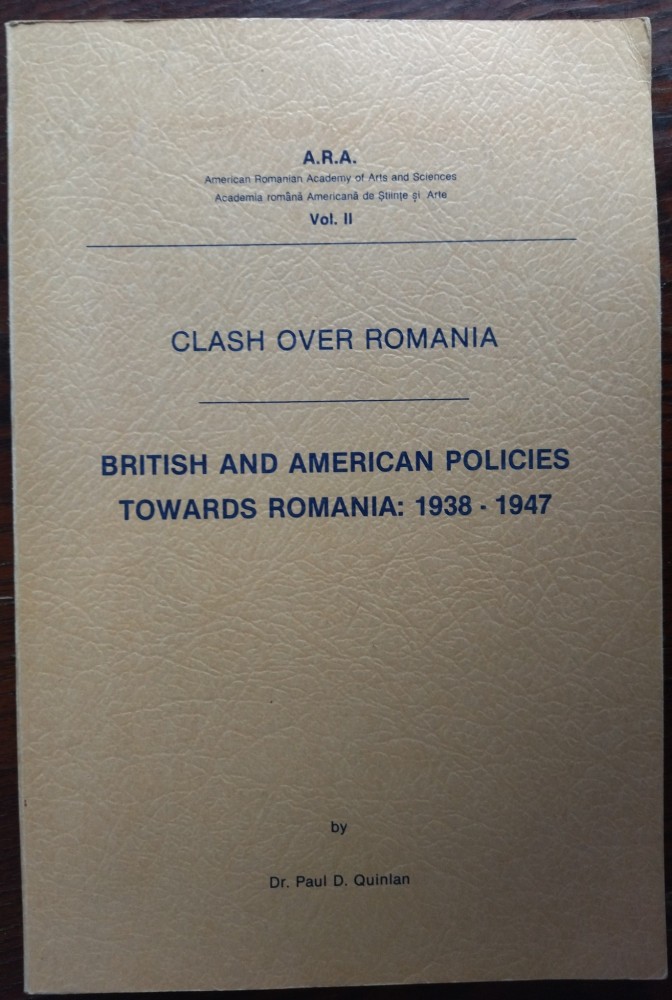 A.R.A.
American Romanian Academy of Arts and Sciences
Academia română Americană de Științe și Arte
Vol. II
CLASH OVER ROMANIA
BRITISH AND AMERICAN POLICIES
TOWARDS ROMANIA: 1938 - 1947
by
Dr. Paul D. Quinlan